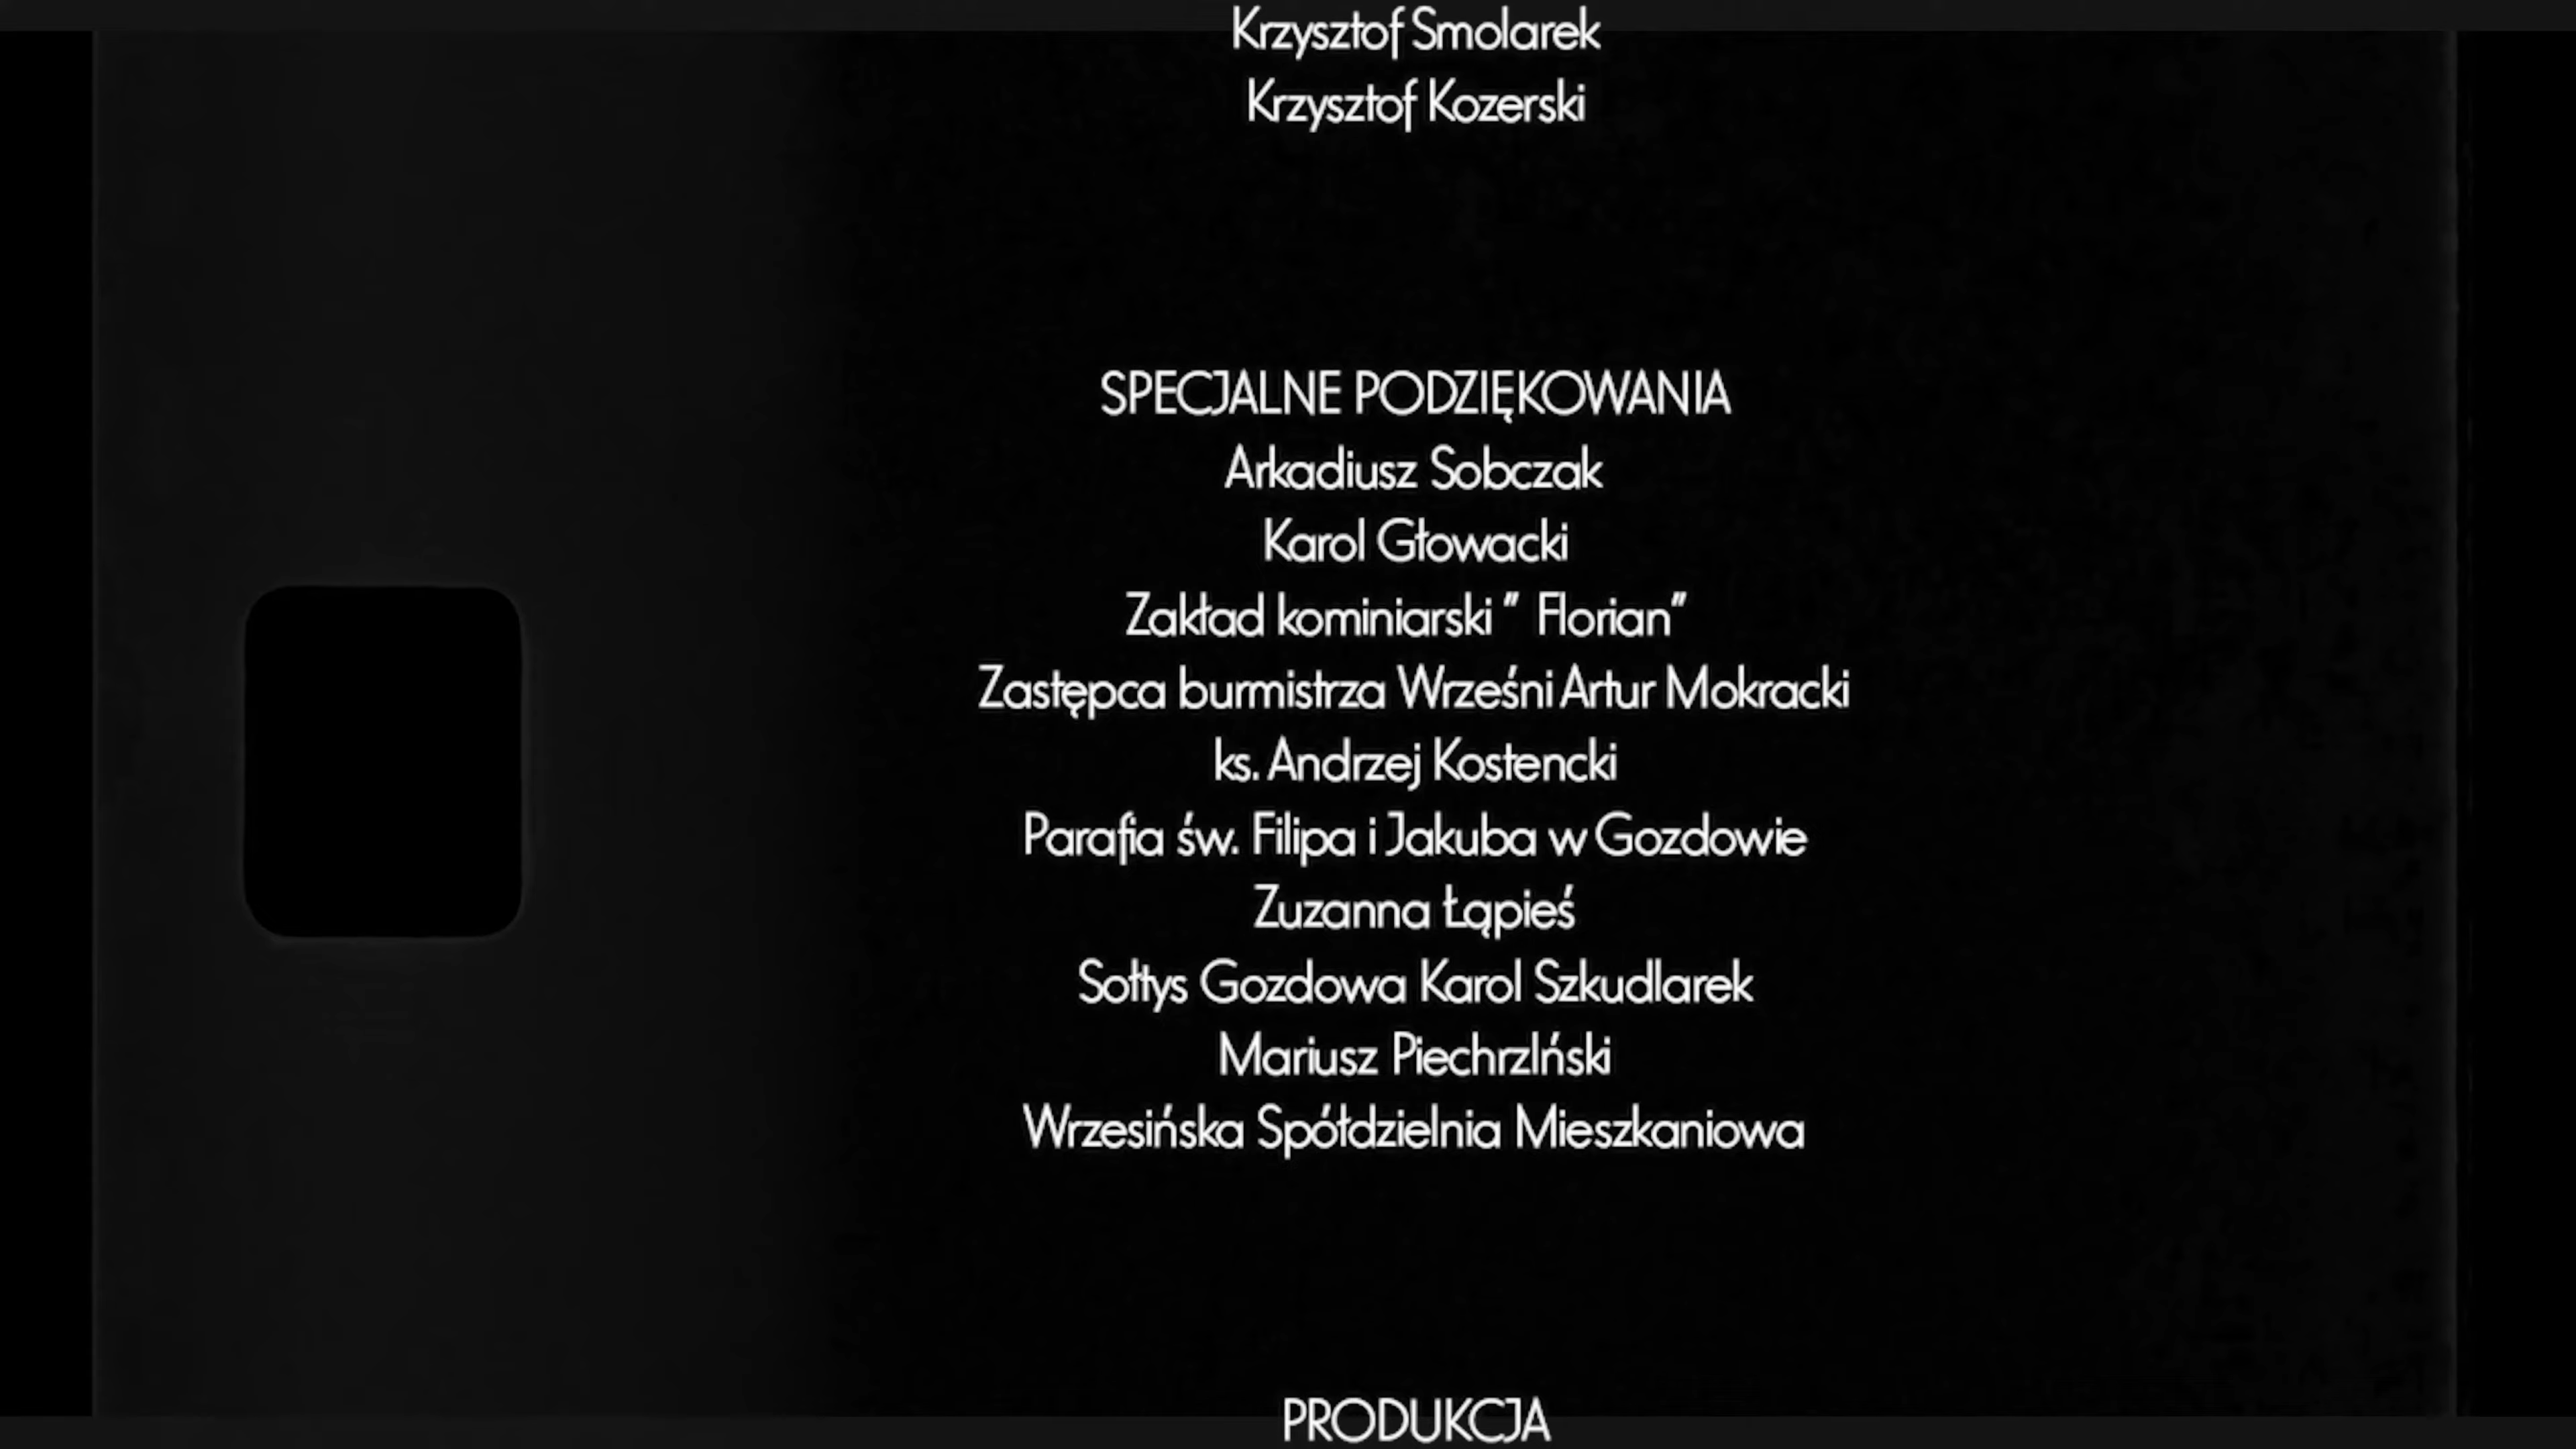 Krzysztof Smolarek
Krzysztof Kozerski
SPECJALNE PODZIĘKOWANIA
Arkadiusz Sobczak
Karol Głowacki
Zakład kominiarski " Florian"
Zastępca burmistrza Wrześni Artur Mokracki
ks. Andrzej Kostencki
Parafia św. Filipa i Jakuba w Gozdowie
Zuzanna Łąpieś
Sołtys Gozdowa Karol Szkudlarek
Mariusz Piechrzlński
Wrzesińska Spółdzielnia Mieszkaniowa
PRODUKCJA